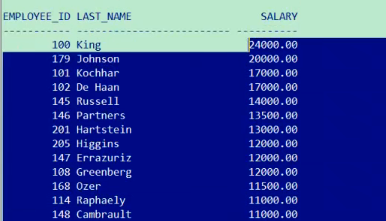 EMPLOYEE_ID LAST_NAME SALARY
----------- ------------------------- ----------
100 King 24000.00
179 Johnson 20000.00
101 Kochhar 17000.00
102 De Haan 17000.00
145 Russell 14000.00
146 Partners 13500.00
201 Hartstein 13000.00
205 Higgins 12000.00
147 Errazuriz 12000.00
108 Greenberg 12000.00
168 Ozer 11500.00
114 Raphaely 11000.00
148 Cambrault 11000.00